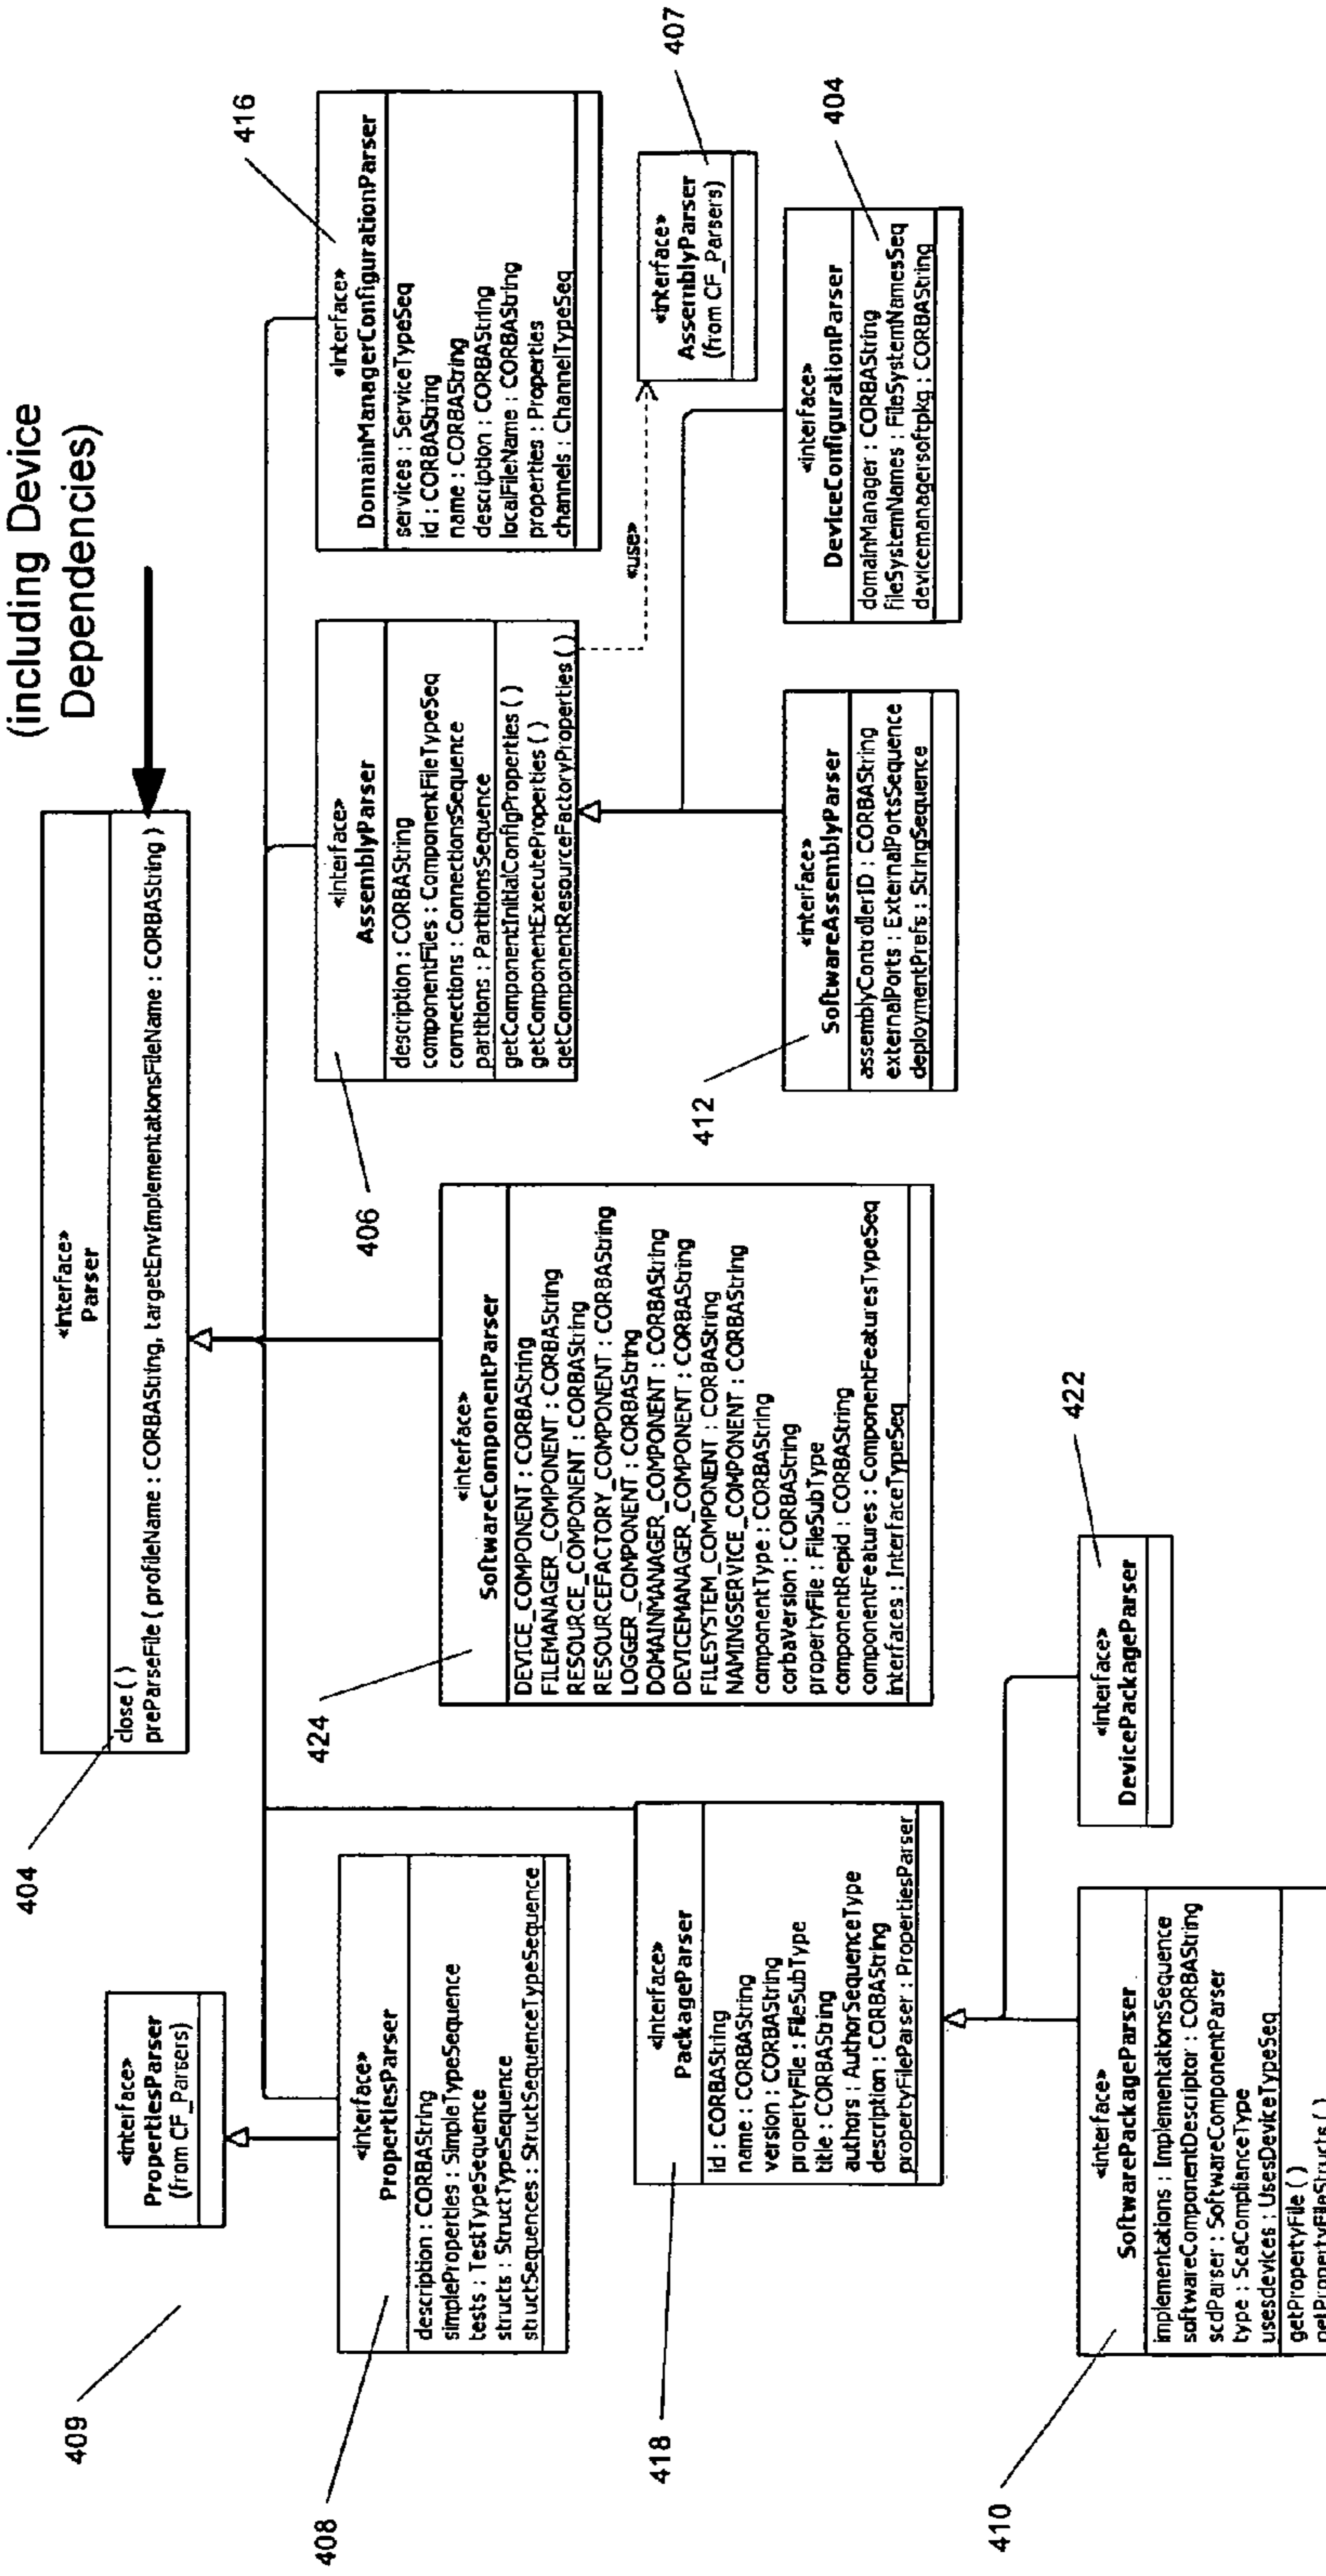 (including Device
Dependencies)
«interface»
Parser
close ( )
preParseFile ( profileName : CORBAString, targetEnvImplementationsFileName : CORBAString )
404
409
«interface»
PropertiesParser
(from CF_Parsers)
408
«interface»
PropertiesParser
description : CORBAString
simpleProperties : SimpleTypeSequence
tests : TestTypeSequence
structs : StructTypeSequence
structSequences : StructSequenceTypeSequence
424
«interface»
SoftwareComponentParser
DEVICE_COMPONENT : CORBAString
FILEMANAGER_COMPONENT : CORBAString
RESOURCE_COMPONENT : CORBAString
RESOURCEFACTORY_COMPONENT : CORBAString
LOGGER_COMPONENT : CORBAString
DOMAINMANAGER_COMPONENT : CORBAString
DEVICEMANAGER_COMPONENT : CORBAString
FILESYSTEM_COMPONENT : CORBAString
NAMINGSERVICE_COMPONENT : CORBAString
componentType : CORBAString
corbaVersion : CORBAString
propertyFile : FileSubType
componentRepid : CORBAString
componentFeatures : ComponentFeaturesTypeSeq
interfaces : InterfaceTypeSeq
406
«interface»
AssemblyParser
description : CORBAString
componentFiles : ComponentFileTypeSeq
connections : ConnectionsSequence
partitions : PartitionsSequence
getComponentInitialConfigProperties ( )
getComponentExecuteProperties ( )
getComponentResourceFactoryProperties ( )
416
«interface»
DomainManagerConfigurationParser
services : ServiceTypeSeq
id : CORBAString
name : CORBAString
description : CORBAString
localFileName : CORBAString
properties : Properties
channels : ChannelTypeSeq
«use»
407
«interface»
AssemblyParser
(from CF_Parsers)
418
«interface»
PackageParser
id : CORBAString
name : CORBAString
version : CORBAString
propertyFile : FileSubType
title : CORBAString
authors : AuthorSequenceType
description : CORBAString
propertyFileParser : PropertiesParser
412
«interface»
SoftwareAssemblyParser
assemblyControllerID : CORBAString
externalPorts : ExternalPortsSequence
deploymentPrefs : StringSequence
404
«interface»
DeviceConfigurationParser
domainManager : CORBAString
fileSystemNames : FileSystemNamesSeq
devicemanagersoftpkg : CORBAString
410
«interface»
SoftwarePackageParser
implementations : ImplementationsSequence
softwareComponentDescriptor : CORBAString
scdParser : SoftwareComponentParser
type : ScaComplianceType
usesdevices : UsesDeviceTypeSeq
getPropertyFile ( )
getPropertyFileStructs ( )
422
«interface»
DevicePackageParser